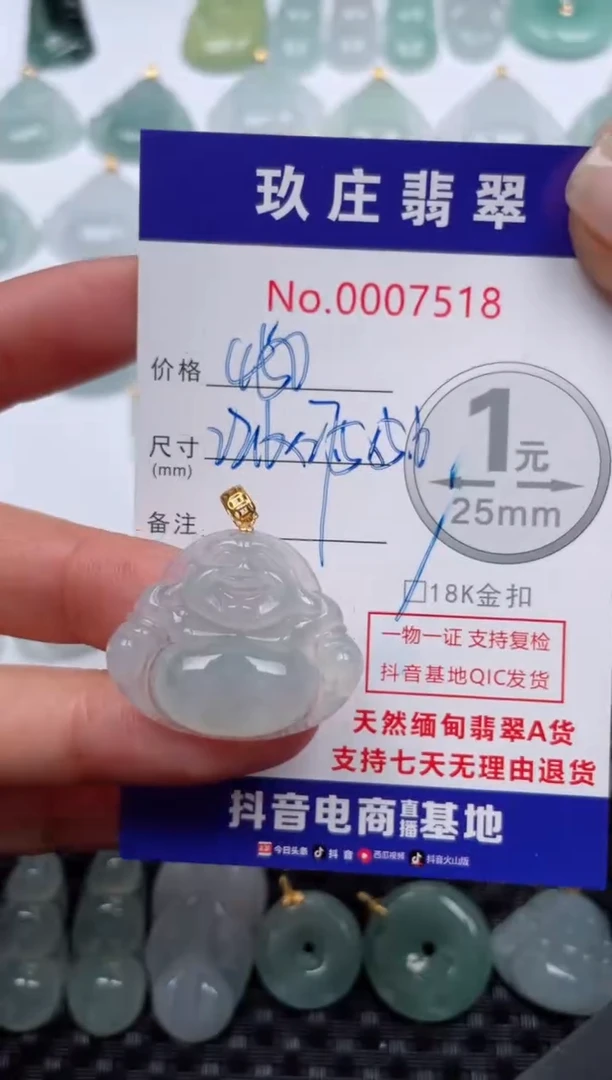 玖庄翡翠
No.0007518
价格
尺寸
(mm)
备注
1元
25mm
□18K金扣
一物一证 支持复检
抖音基地QIC发货
天然缅甸翡翠A货
支持七天无理由退货
抖音电商直播基地
今日头条 抖音 西瓜视频 抖音火山版